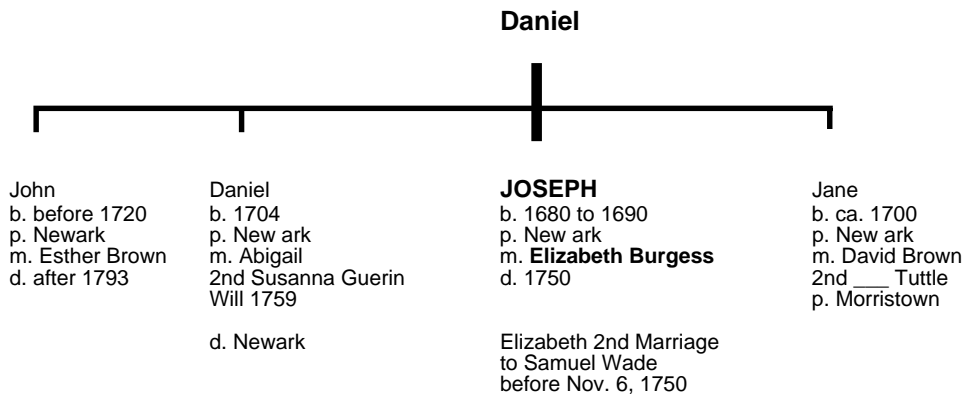 Daniel
John
b. before 1720
p. Newark
m. Esther Brown
d. after 1793
Daniel
b. 1704
p. New ark
m. Abigail
2nd Susanna Guerin
Will 1759
d. Newark
JOSEPH
b. 1680 to 1690
p. New ark
m. Elizabeth Burgess
d. 1750
Elizabeth 2nd Marriage
to Samuel Wade
before Nov. 6, 1750
Jane
b. ca. 1700
p. New ark
m. David Brown
2nd ___ Tuttle
p. Morristown